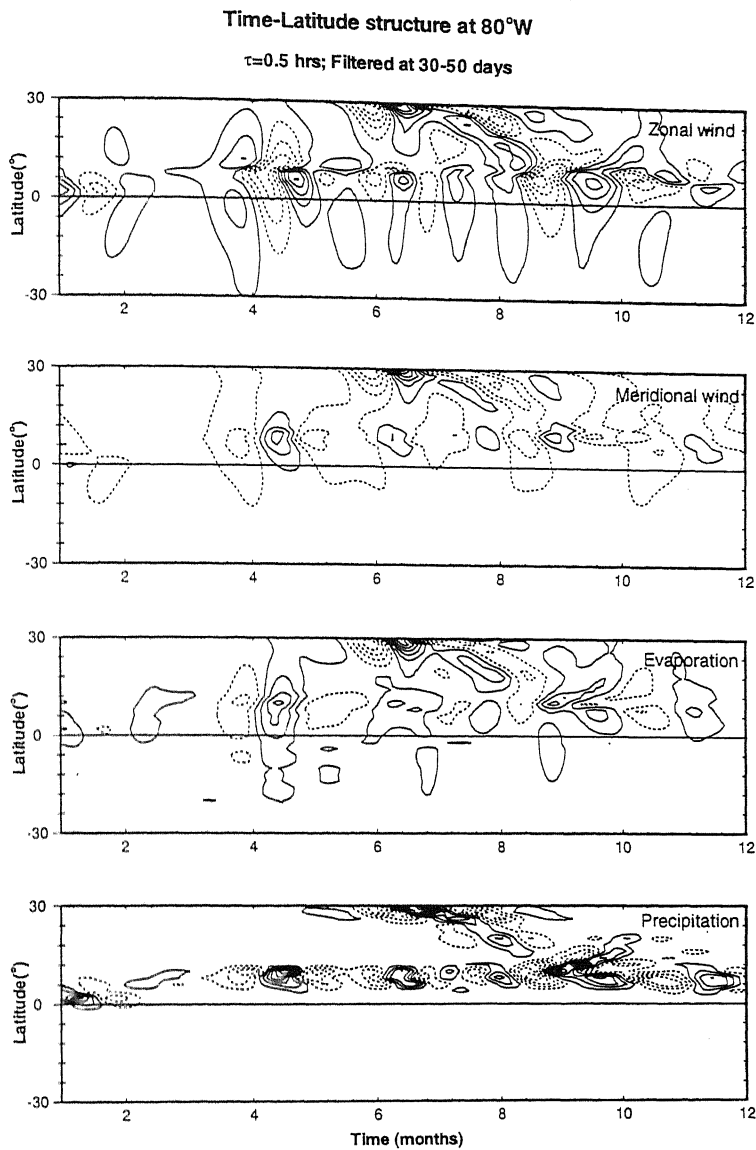 Time-Latitude structure at 80°W
τ=0.5 hrs; Filtered at 30-50 days
30
Zonal wind
Latitude(°)
0
-30
2 4 6 8 10 12
30
Meridional wind
Latitude(°)
0
-30
2 4 6 8 10 12
30
Evaporation
Latitude(°)
0
-30
2 4 6 8 10 12
30
Precipitation
Latitude(°)
0
-30
2 4 6 8 10 12
Time (months)